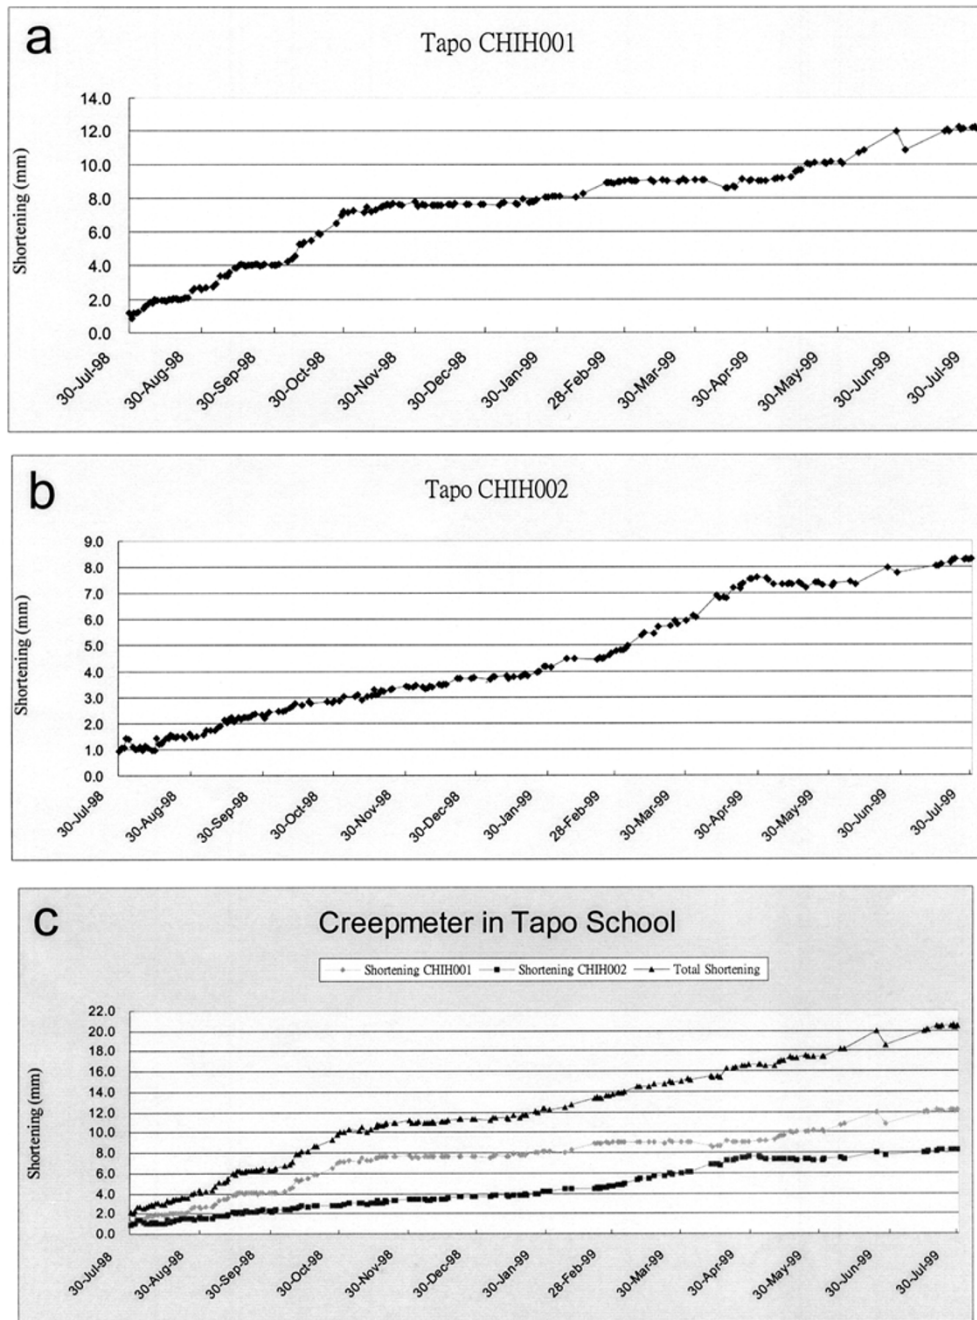 a
Tapo CHIH001
Shortening (mm)
14.0
12.0
10.0
8.0
6.0
4.0
2.0
0.0
30-Jul-98
30-Aug-98
30-Sep-98
30-Oct-98
30-Nov-98
30-Dec-98
30-Jan-99
28-Feb-99
30-Mar-99
30-Apr-99
30-May-99
30-Jun-99
30-Jul-99
b
Tapo CHIH002
Shortening (mm)
9.0
8.0
7.0
6.0
5.0
4.0
3.0
2.0
1.0
0.0
30-Jul-98
30-Aug-98
30-Sep-98
30-Oct-98
30-Nov-98
30-Dec-98
30-Jan-99
28-Feb-99
30-Mar-99
30-Apr-99
30-May-99
30-Jun-99
30-Jul-99
c
Creepmeter in Tapo School
Shortening CHIH001 Shortening CHIH002 Total Shortening
Shortening (mm)
22.0
20.0
18.0
16.0
14.0
12.0
10.0
8.0
6.0
4.0
2.0
0.0
30-Jul-98
30-Aug-98
30-Sep-98
30-Oct-98
30-Nov-98
30-Dec-98
30-Jan-99
28-Feb-99
30-Mar-99
30-Apr-99
30-May-99
30-Jun-99
30-Jul-99